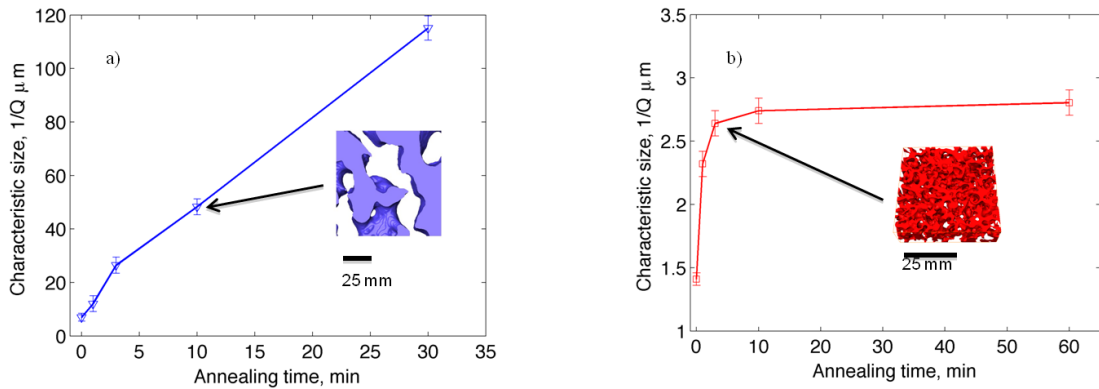 a)
Characteristic size, 1/Q μm
120
100
80
60
40
20
0
0 5 10 15 20 25 30 35
Annealing time, min
25 mm
b)
Characteristic size, 1/Q μm
3.5
3
2.5
2
1.5
1
0 10 20 30 40 50 60
Annealing time, min
25 mm